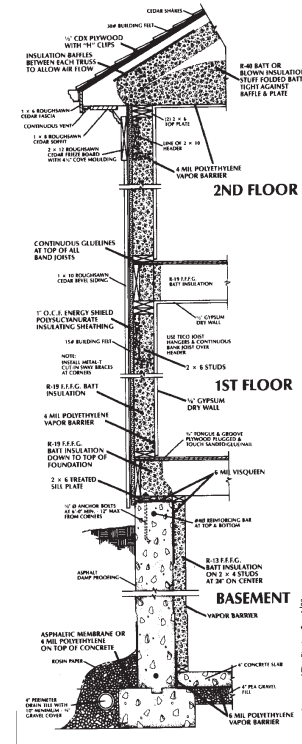 CEDAR SHAKES
30# BUILDING FELT
½" CDX PLYWOOD
WITH "H" CLIPS
INSULATION BAFFLES
BETWEEN EACH TRUSS
TO ALLOW AIR FLOW
R-40 BATT OR
BLOWN INSULATION
STUFF FOLDED BATT
TIGHT AGAINST
BAFFLE & PLATE
1 × 6 ROUGHSAWN
CEDAR FASCIA
CONTINUOUS VENT
1 × 8 ROUGHSAWN
CEDAR SOFFIT
2 × 12 ROUGHSAWN
CEDAR FRIEZE BOARD
WITH 4¼" COVE MOULDING
(2) 2 × 6
TOP PLATE
LINE OF 2 × 10
HEADER
4 MIL POLYETHYLENE
VAPOR BARRIER
2ND FLOOR
CONTINUOUS GLUELINES
AT TOP OF ALL
BAND JOISTS
1 × 10 ROUGHSAWN
CEDAR BEVEL SIDING
R-19 F.F.F.G.
BATT INSULATION
1" O.C.F. ENERGY SHIELD
POLYSUCYANURATE
INSULATING SHEATHING
½" GYPSUM
DRY WALL
15# BUILDING FELT
USE TECO JOIST
HANGERS & CONTINUOUS
BANK JOIST OVER
HEADER
NOTE:
INSTALL METAL-T
CUT IN SWAY BRACES
AT CORNERS
2 × 6 STUDS
1ST FLOOR
R-19 F.F.F.G. BATT
INSULATION
½" GYPSUM
DRY WALL
4 MIL POLYETHYLENE
VAPOR BARRIER
¾" TONGUE & GROOVE
PLYWOOD PLUGGED &
TOUCH SANDED/GLUE/NAIL
R-19 F.F.F.G.
BATT INSULATION
DOWN TO TOP OF
FOUNDATION
6 MIL VISQUEEN
2 × 6 TREATED
SILL PLATE
½" Ø ANCHOR BOLTS
AT 6'-0" MIN. 12" MAX
FROM CORNERS
#4Ø REINFORCING BAR
AT TOP & BOTTOM
ASPHALT
DAMP PROOFING
R-13 F.F.F.G.
BATT INSULATION
ON 2 × 4 STUDS
AT 24" ON CENTER
BASEMENT
VAPOR BARRIER
ASPHALTIC MEMBRANE OR
4 MIL POLYETHYLENE
ON TOP OF CONCRETE
ROSIN PAPER
4" CONCRETE SLAB
4" PERIMETER
DRAIN TILE WITH
10" MINIMUM - ¾"
GRAVEL COVER
4" PEA GRAVEL
FILL
6 MIL POLYETHYLENE
VAPOR BARRIER